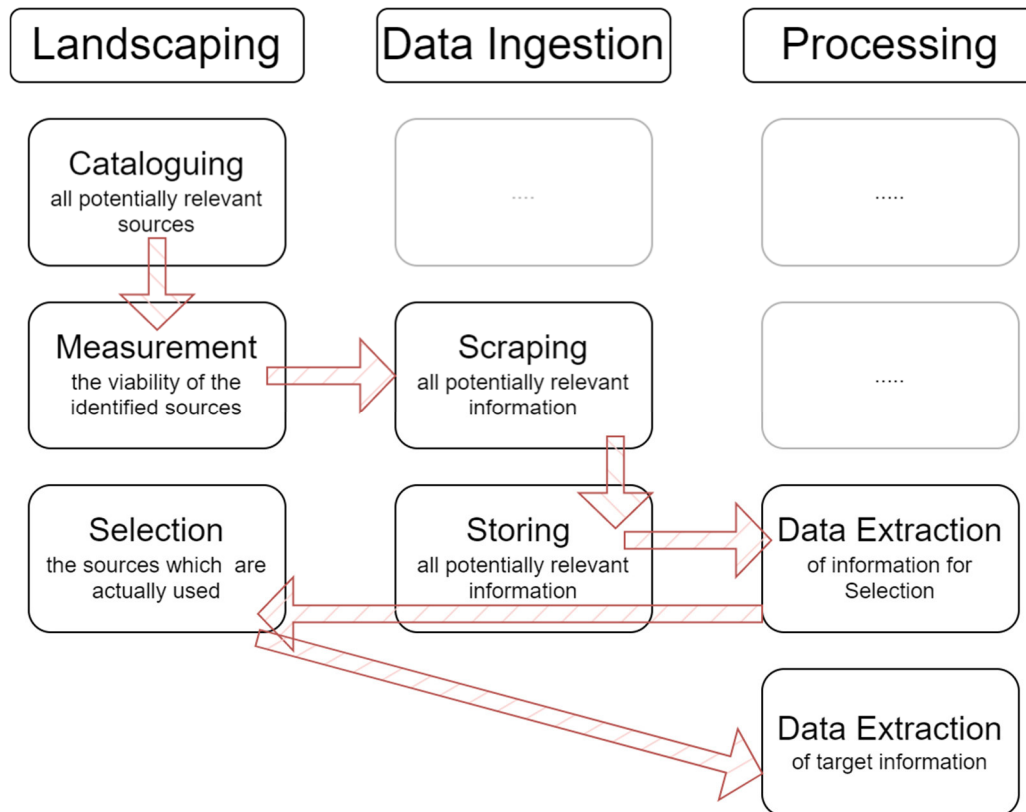 Landscaping
Data Ingestion
Processing
Cataloguing
all potentially relevant
sources
....
.....
Measurement
the viability of the
identified sources
Scraping
all potentially relevant
information
.....
Selection
the sources which are
actually used
Storing
all potentially relevant
information
Data Extraction
of information for
Selection
Data Extraction
of target information